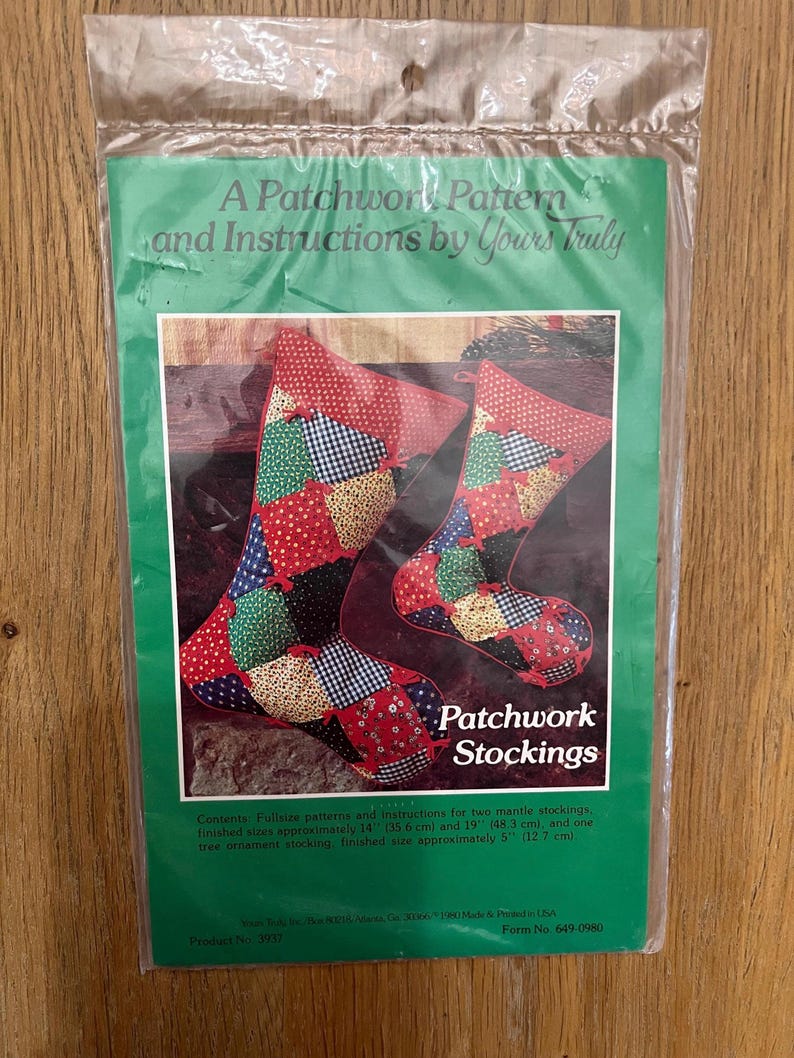 A Patchwork Pattern
and Instructions by Yours Truly
Patchwork
Stockings
Contents: Fullsize patterns and instructions for two mantle stockings,
finished sizes approximately 14'' (35.6 cm) and 19'' (48.3 cm), and one
tree ornament stocking, finished size approximately 5'' (12.7 cm)
Yours Truly, Inc./Box 80218/Atlanta, Ga. 30366/©1980 Made & Printed in USA
Product No. 3937
Form No. 649-0980